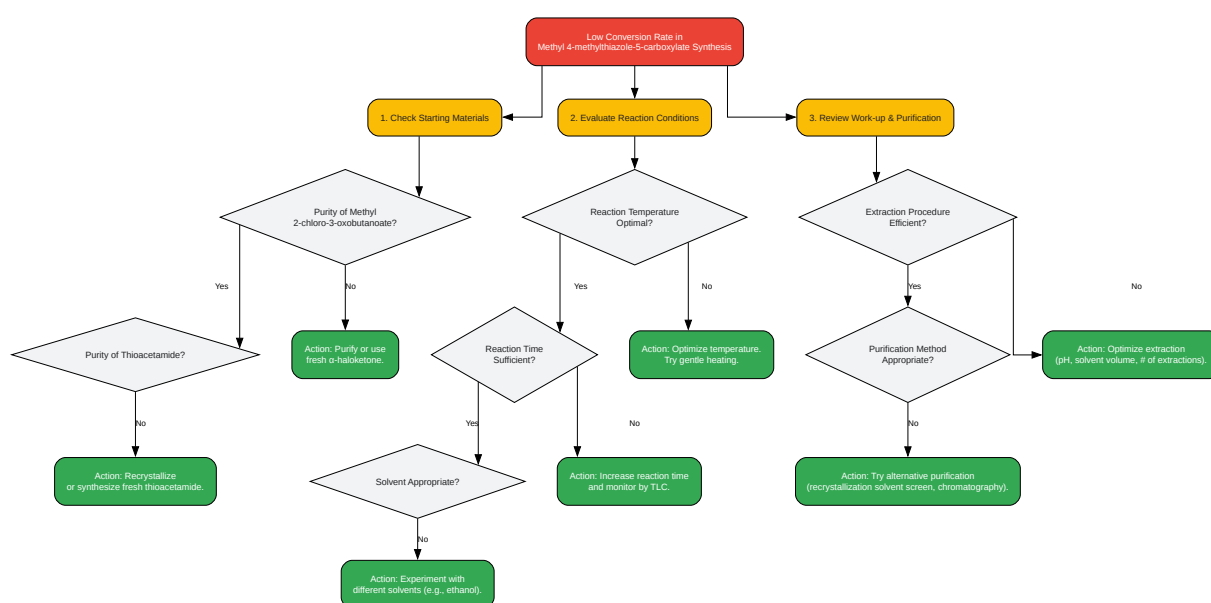 Low Conversion Rate in
Methyl 4-methylthiazole-5-carboxylate Synthesis
1. Check Starting Materials
2. Evaluate Reaction Conditions
3. Review Work-up & Purification
Purity of Methyl
2-chloro-3-oxobutanoate?
Reaction Temperature
Optimal?
Extraction Procedure
Efficient?
Yes
No
Yes
No
Yes
No
Purity of Thioacetamide?
Action: Purify or use
fresh α-haloketone.
Reaction Time
Sufficient?
Action: Optimize temperature.
Try gentle heating.
Purification Method
Appropriate?
Action: Optimize extraction
(pH, solvent volume, # of extractions).
No
Yes
No
No
Action: Recrystallize
or synthesize fresh thioacetamide.
Solvent Appropriate?
Action: Increase reaction time
and monitor by TLC.
Action: Try alternative purification
(recrystallization solvent screen, chromatography).
No
Action: Experiment with
different solvents (e.g., ethanol).